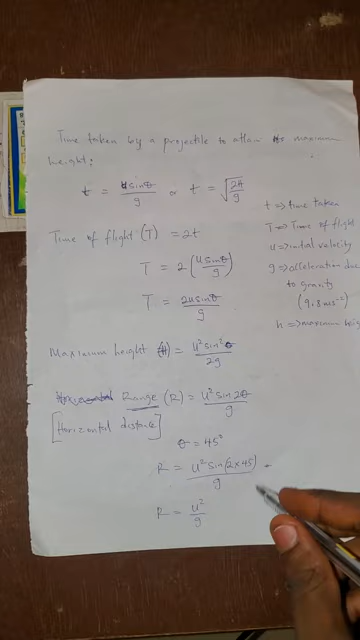 Time taken by a projectile to attain its maximum
height;
t = usinθ/g or t = √(2h/g)
t => time taken
Time of flight (T) = 2t
T => Time of flight
u => initial velocity
T = 2(usinθ/g)
g => acceleration due
to gravity
(9.8ms⁻²)
T = 2usinθ/g
h => maximum height
Maximum height (H) = u²sin²θ/2g
Range (R) = u²sin2θ/g
[Horizontal distance]
θ = 45°
R = u²sin(2×45)/g
R = u²/g